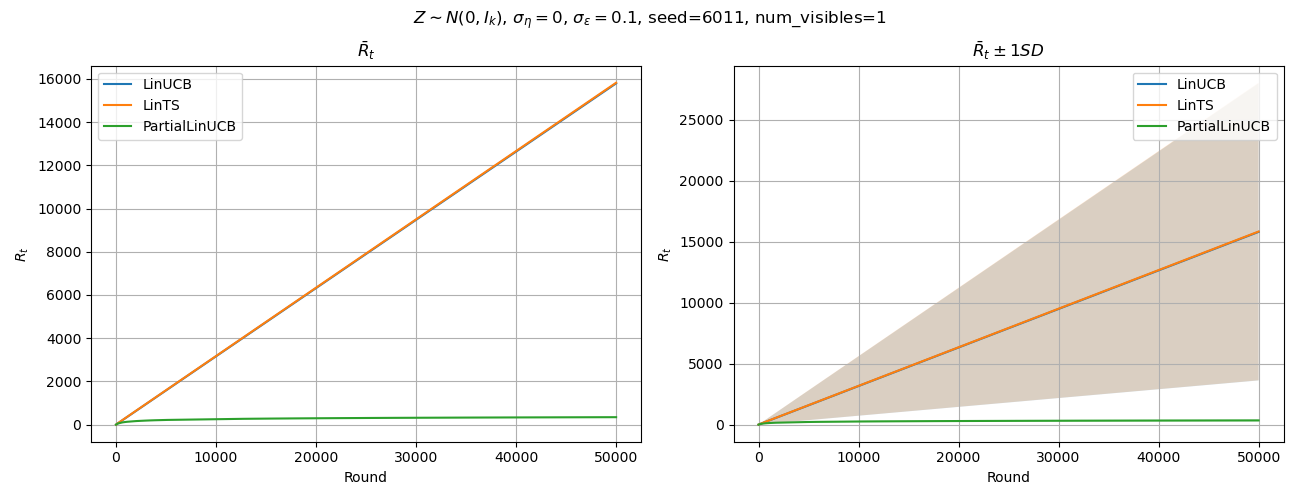 Z ∼ N(0, I_k), σ_η = 0, σ_ε = 0.1, seed=6011, num_visibles=1
R̄_t
16000
14000
12000
10000
8000
6000
4000
2000
0
R_t
LinUCB
LinTS
PartialLinUCB
0
10000
20000
30000
40000
50000
Round
R̄_t ± 1SD
25000
20000
15000
10000
5000
0
R_t
LinUCB
LinTS
PartialLinUCB
0
10000
20000
30000
40000
50000
Round